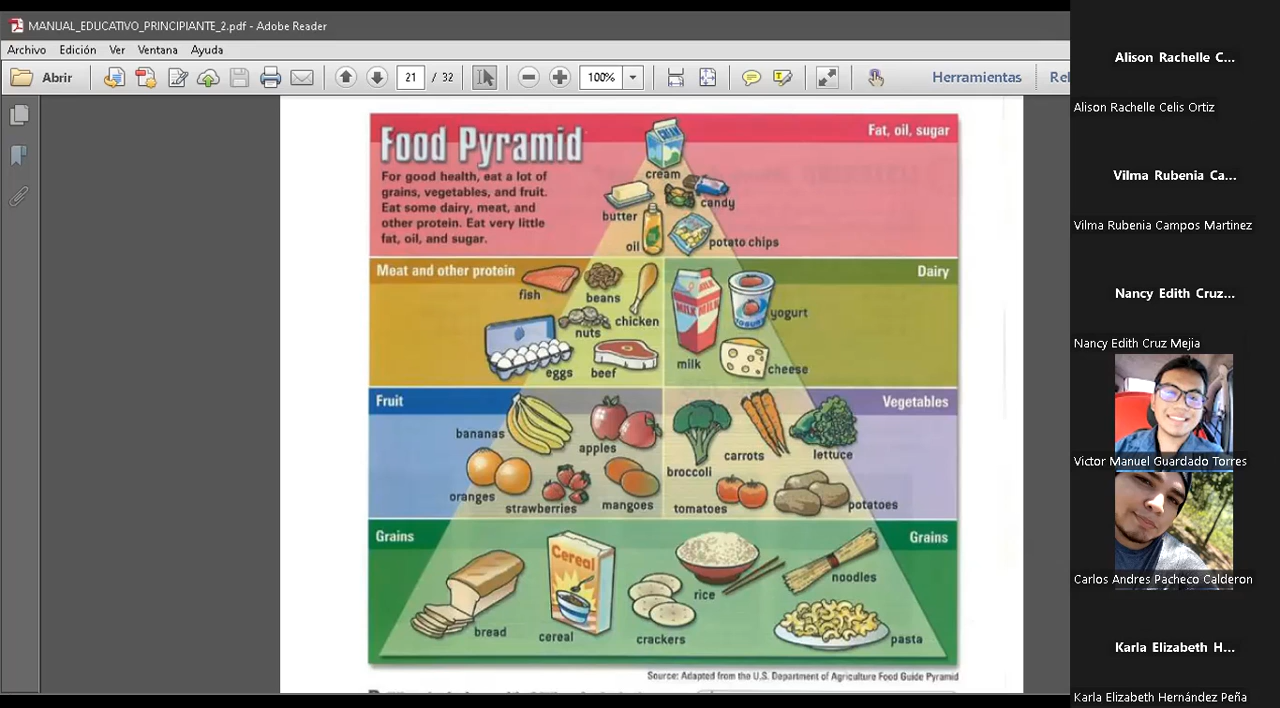 MANUAL_EDUCATIVO_PRINCIPIANTE_2.pdf - Adobe Reader
Archivo Edición Ver Ventana Ayuda
Abrir 21 / 32 100% Herramientas
Food Pyramid
For good health, eat a lot of
grains, vegetables, and fruit.
Eat some dairy, meat, and
other protein. Eat very little
fat, oil, and sugar.
Fat, oil, sugar
CREAM
cream
butter
candy
oil
potato chips
Meat and other protein
fish
beans
chicken
nuts
eggs
beef
Dairy
MILK
MILK MILK
milk
YOGURT
yogurt
cheese
Fruit
bananas
apples
oranges
strawberries
mangoes
Vegetables
broccoli
carrots
lettuce
tomatoes
potatoes
Grains
Grains
bread
Cereal
cereal
crackers
rice
noodles
pasta
Source: Adapted from the U.S. Department of Agriculture Food Guide Pyramid
Alison Rachelle C...
Alison Rachelle Celis Ortiz
Vilma Rubenia Ca...
Vilma Rubenia Campos Martinez
Nancy Edith Cruz...
Nancy Edith Cruz Mejia
Victor Manuel Guardado Torres
Carlos Andres Pacheco Calderon
Karla Elizabeth H...
Karla Elizabeth Hernández Peña